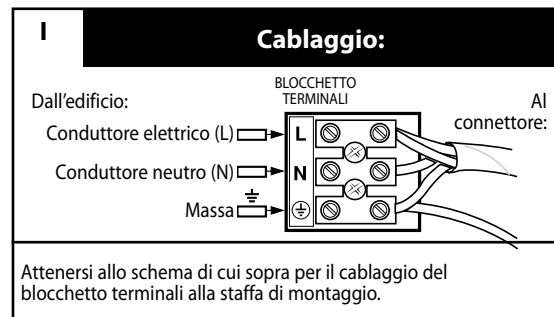 I
Cablaggio:
Dall'edificio:
BLOCCHETTO
TERMINALI
Al
connettore:
Conduttore elettrico (L)
L
Conduttore neutro (N)
N
Massa
Attenersi allo schema di cui sopra per il cablaggio del
blocchetto terminali alla staffa di montaggio.